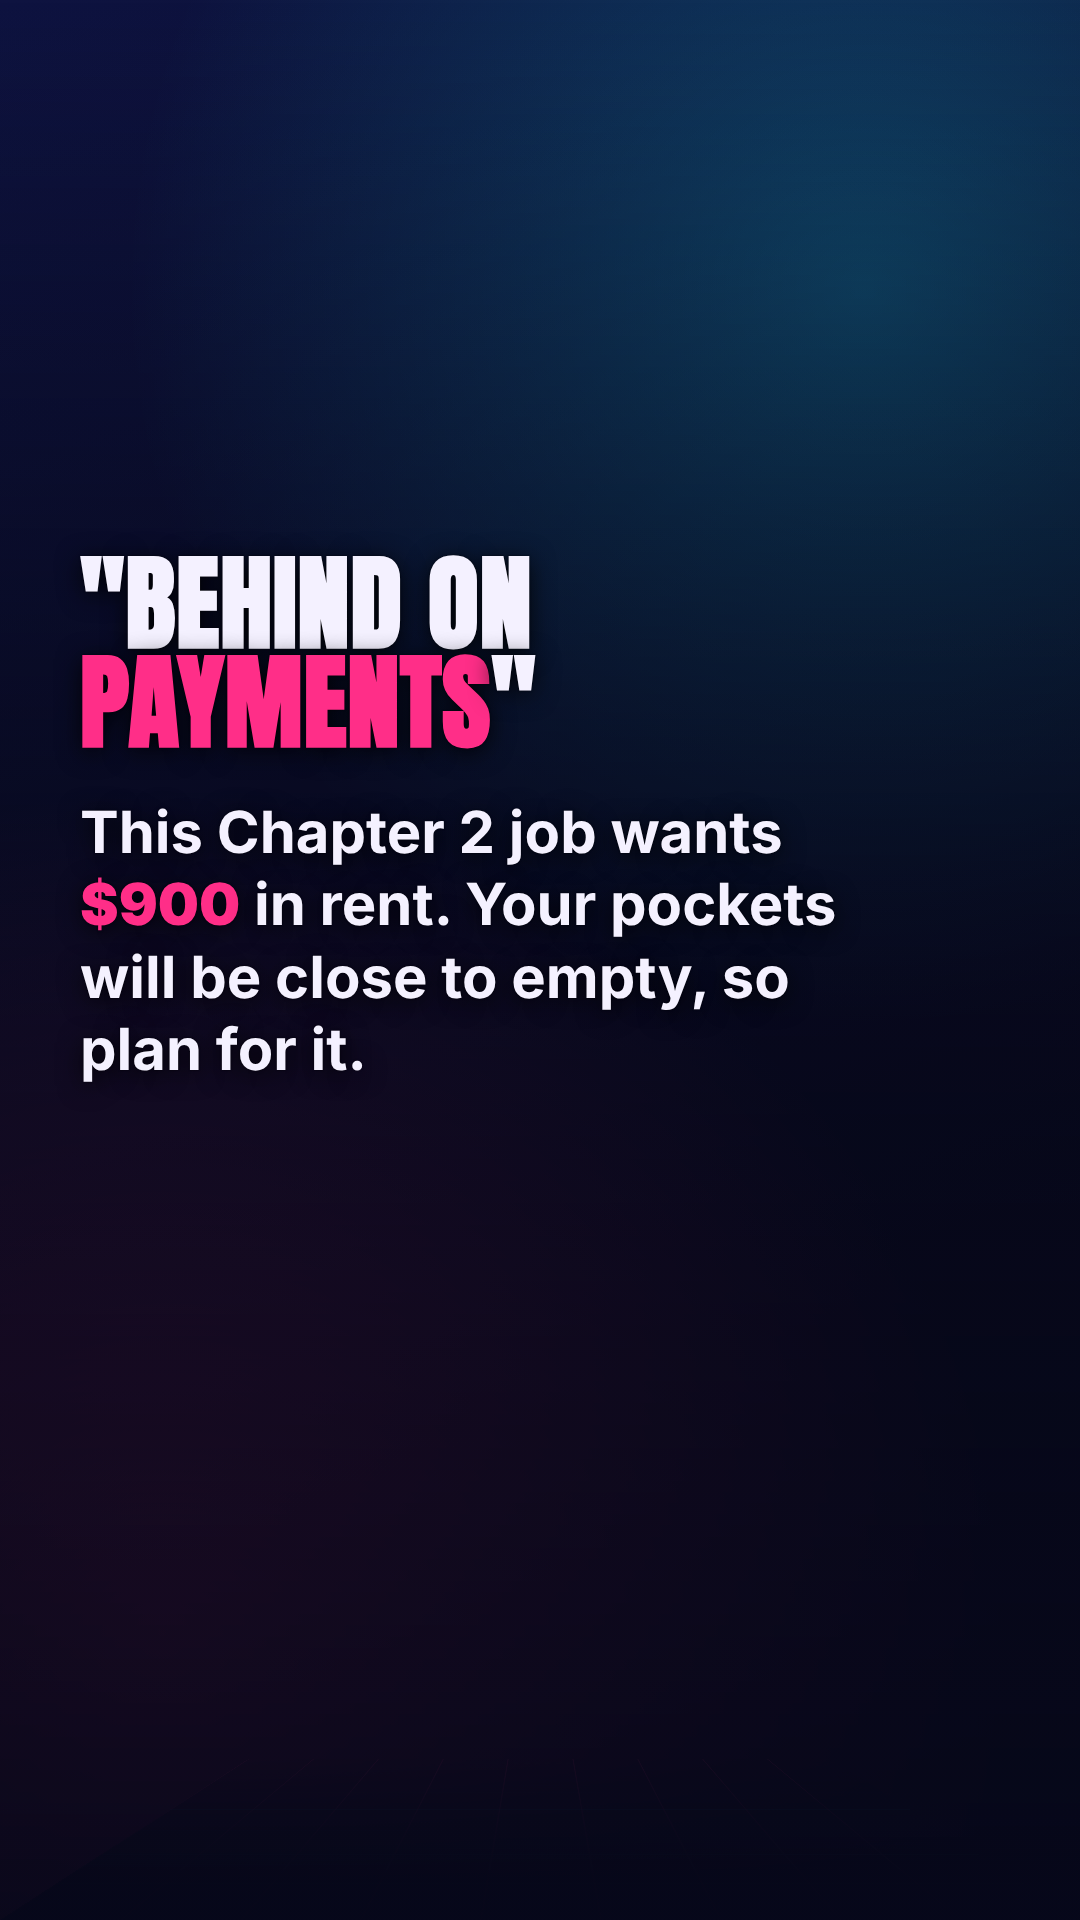 "BEHIND ON
PAYMENTS"
This Chapter 2 job wants
$900 in rent. Your pockets
will be close to empty, so
plan for it.